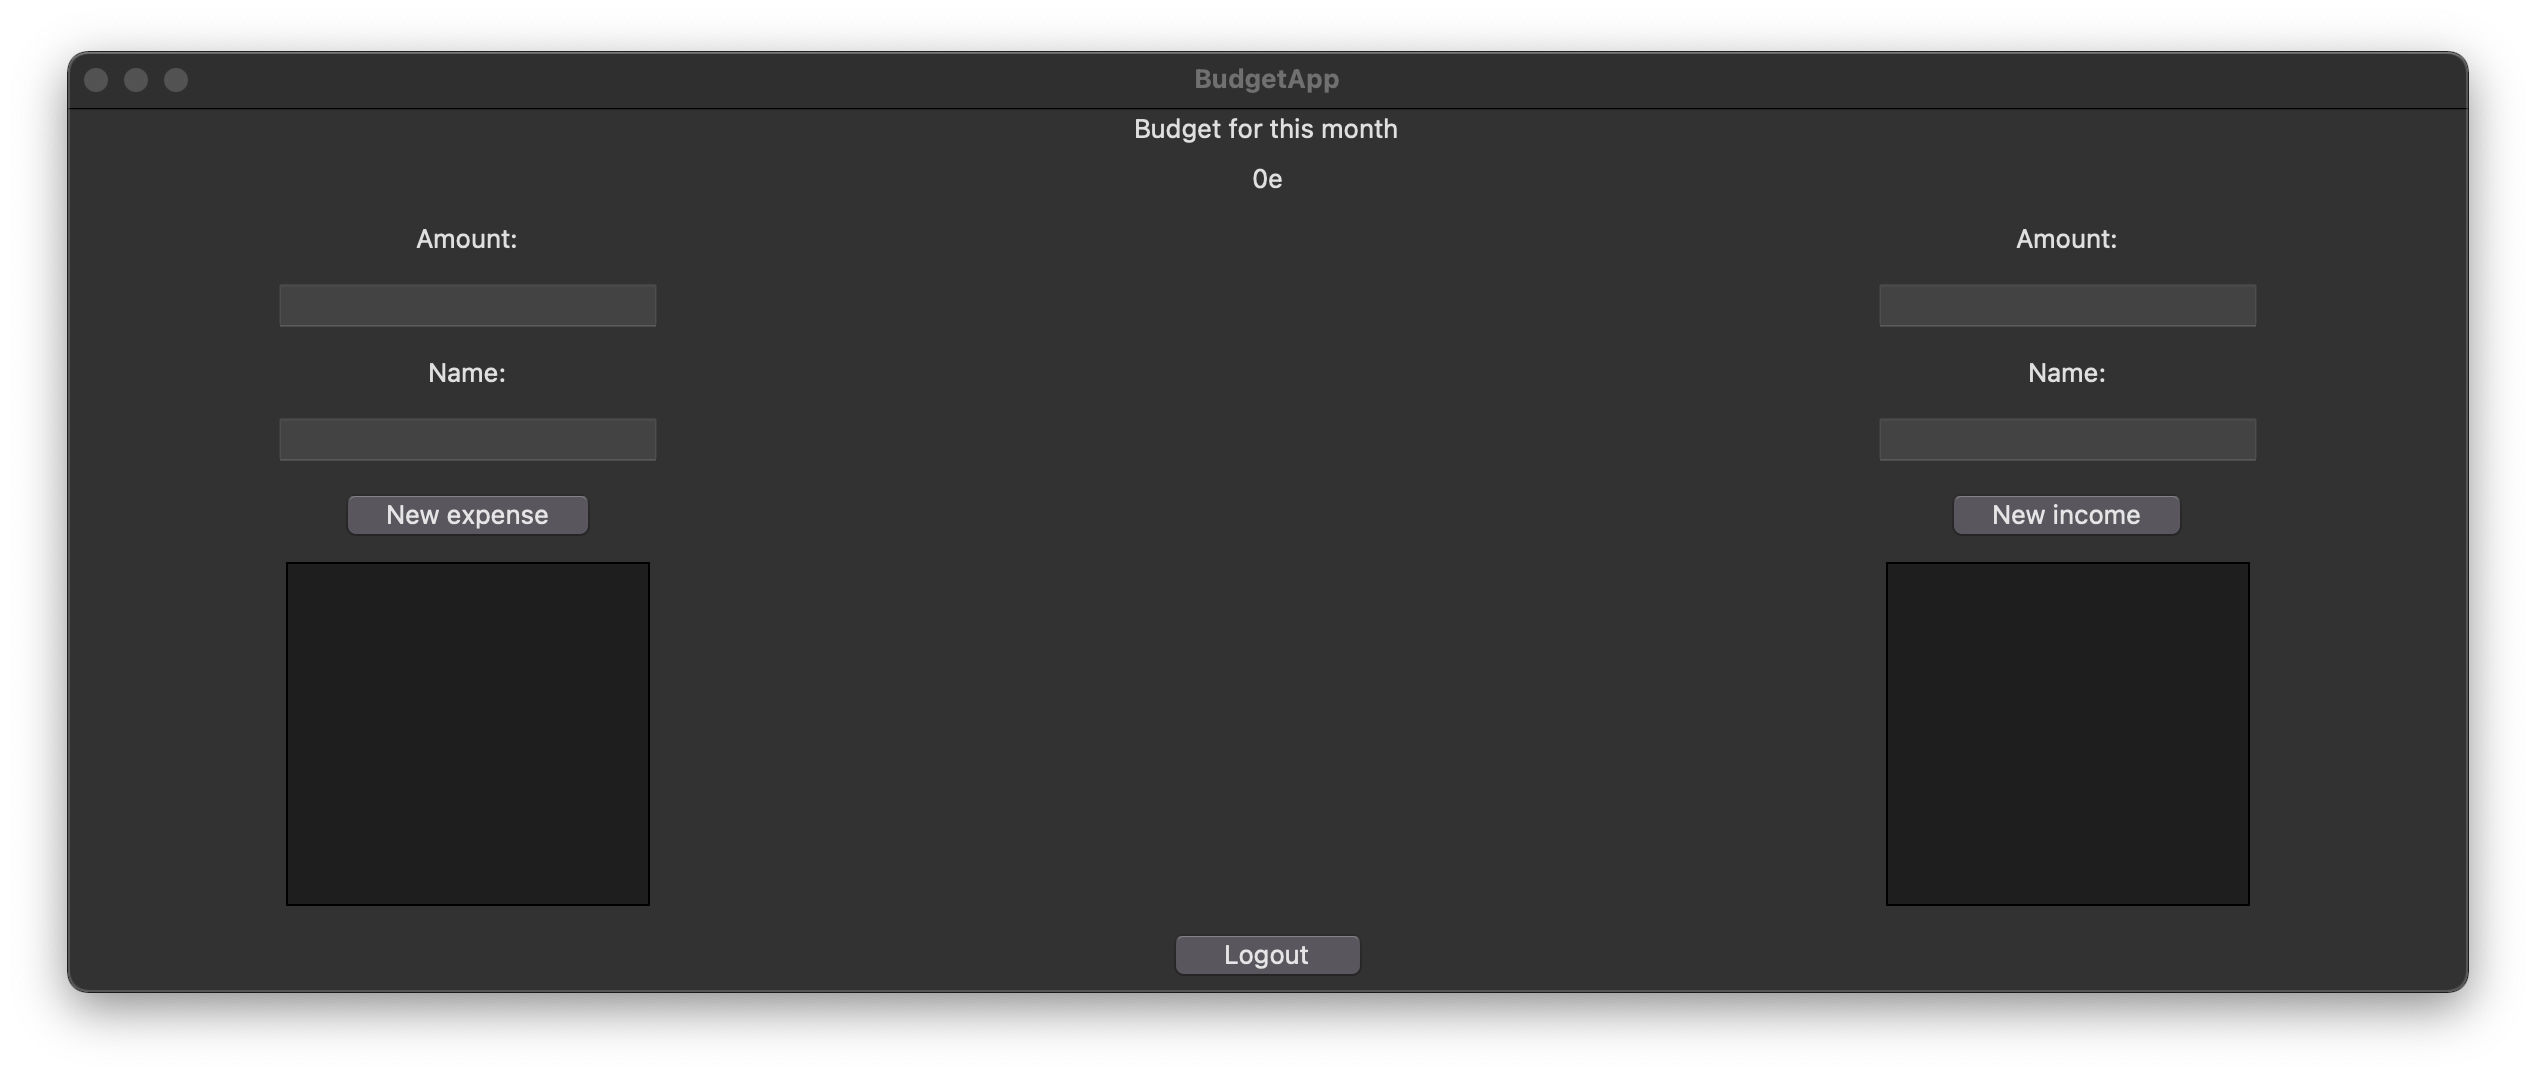 BudgetApp
Budget for this month
0e
Amount:
Name:
New expense
Amount:
Name:
New income
Logout